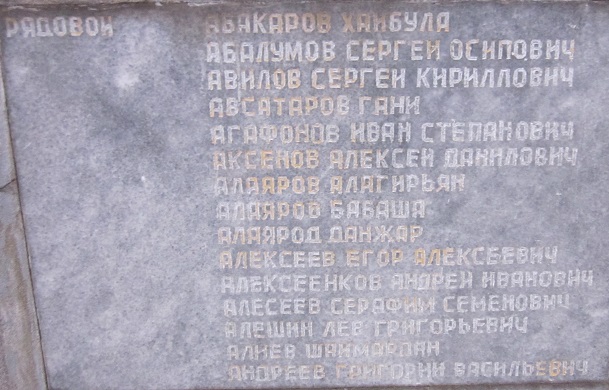 РЯДОВОЙ АБАКАРОВ ХАНБУЛА
АБАЛУМОВ СЕРГЕЙ ОСИПОВИЧ
АВИЛОВ СЕРГЕЙ КИРИЛЛОВИЧ
АВСАТАРОВ ГАНИ
АГАФОНОВ ИВАН СТЕПАНОВИЧ
АКСЕНОВ АЛЕКСЕЙ ДАНИЛОВИЧ
АЛАЯРОВ АЛАГИРЬЯН
АЛАЯРОВ БАБАША
АЛАЯРОД ДАНЖАР
АЛЕКСЕЕВ ЕГОР АЛЕКСЕЕВИЧ
АЛЕКСЕЕНКОВ АНДРЕЙ ИВАНОВИЧ
АЛЕСЕЕВ СЕРАФИМ СЕМЕНОВИЧ
АЛЕШИН ЛЕВ ГРИГОРЬЕВИЧ
АЛИЕВ ШАЙМАРДАН
АНДРЕЕВ ГРИГОРИЙ ВАСИЛЬЕВИЧ